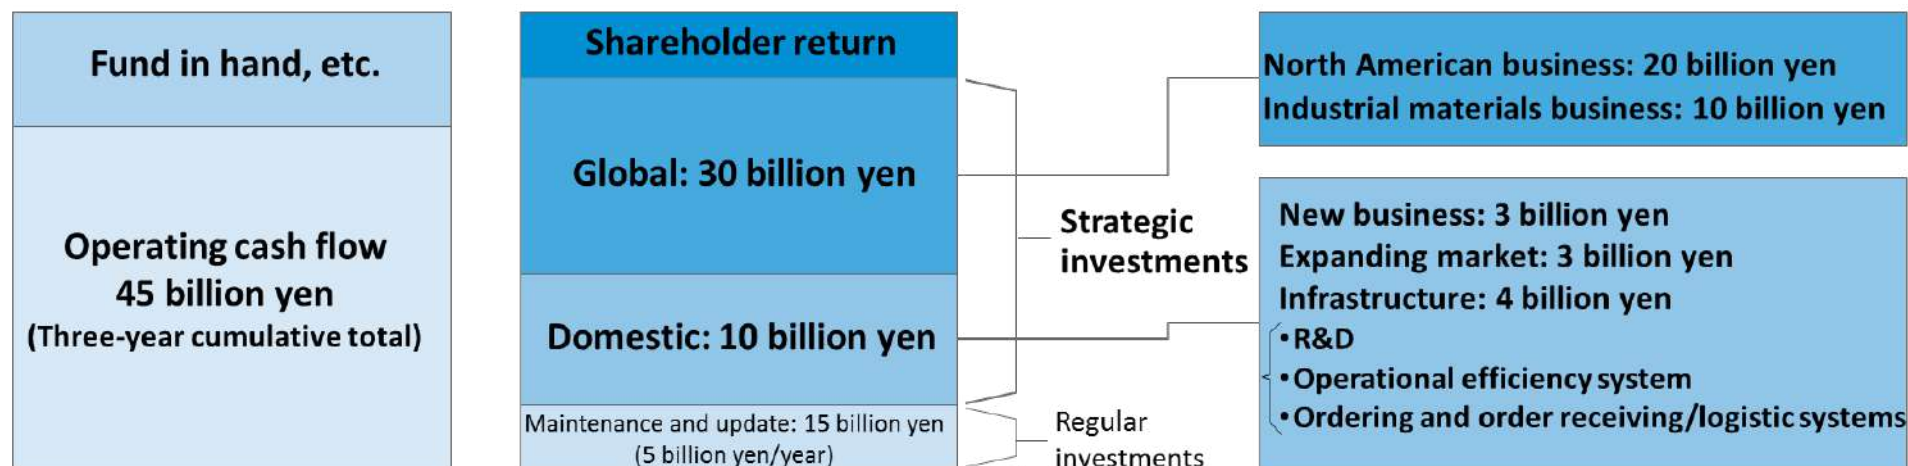 Fund in hand, etc.
Operating cash flow
45 billion yen
(Three-year cumulative total)
Shareholder return
Global: 30 billion yen
Domestic: 10 billion yen
Maintenance and update: 15 billion yen
(5 billion yen/year)
Strategic
investments
Regular
investments
North American business: 20 billion yen
Industrial materials business: 10 billion yen
New business: 3 billion yen
Expanding market: 3 billion yen
Infrastructure: 4 billion yen
•R&D
•Operational efficiency system
•Ordering and order receiving/logistic systems